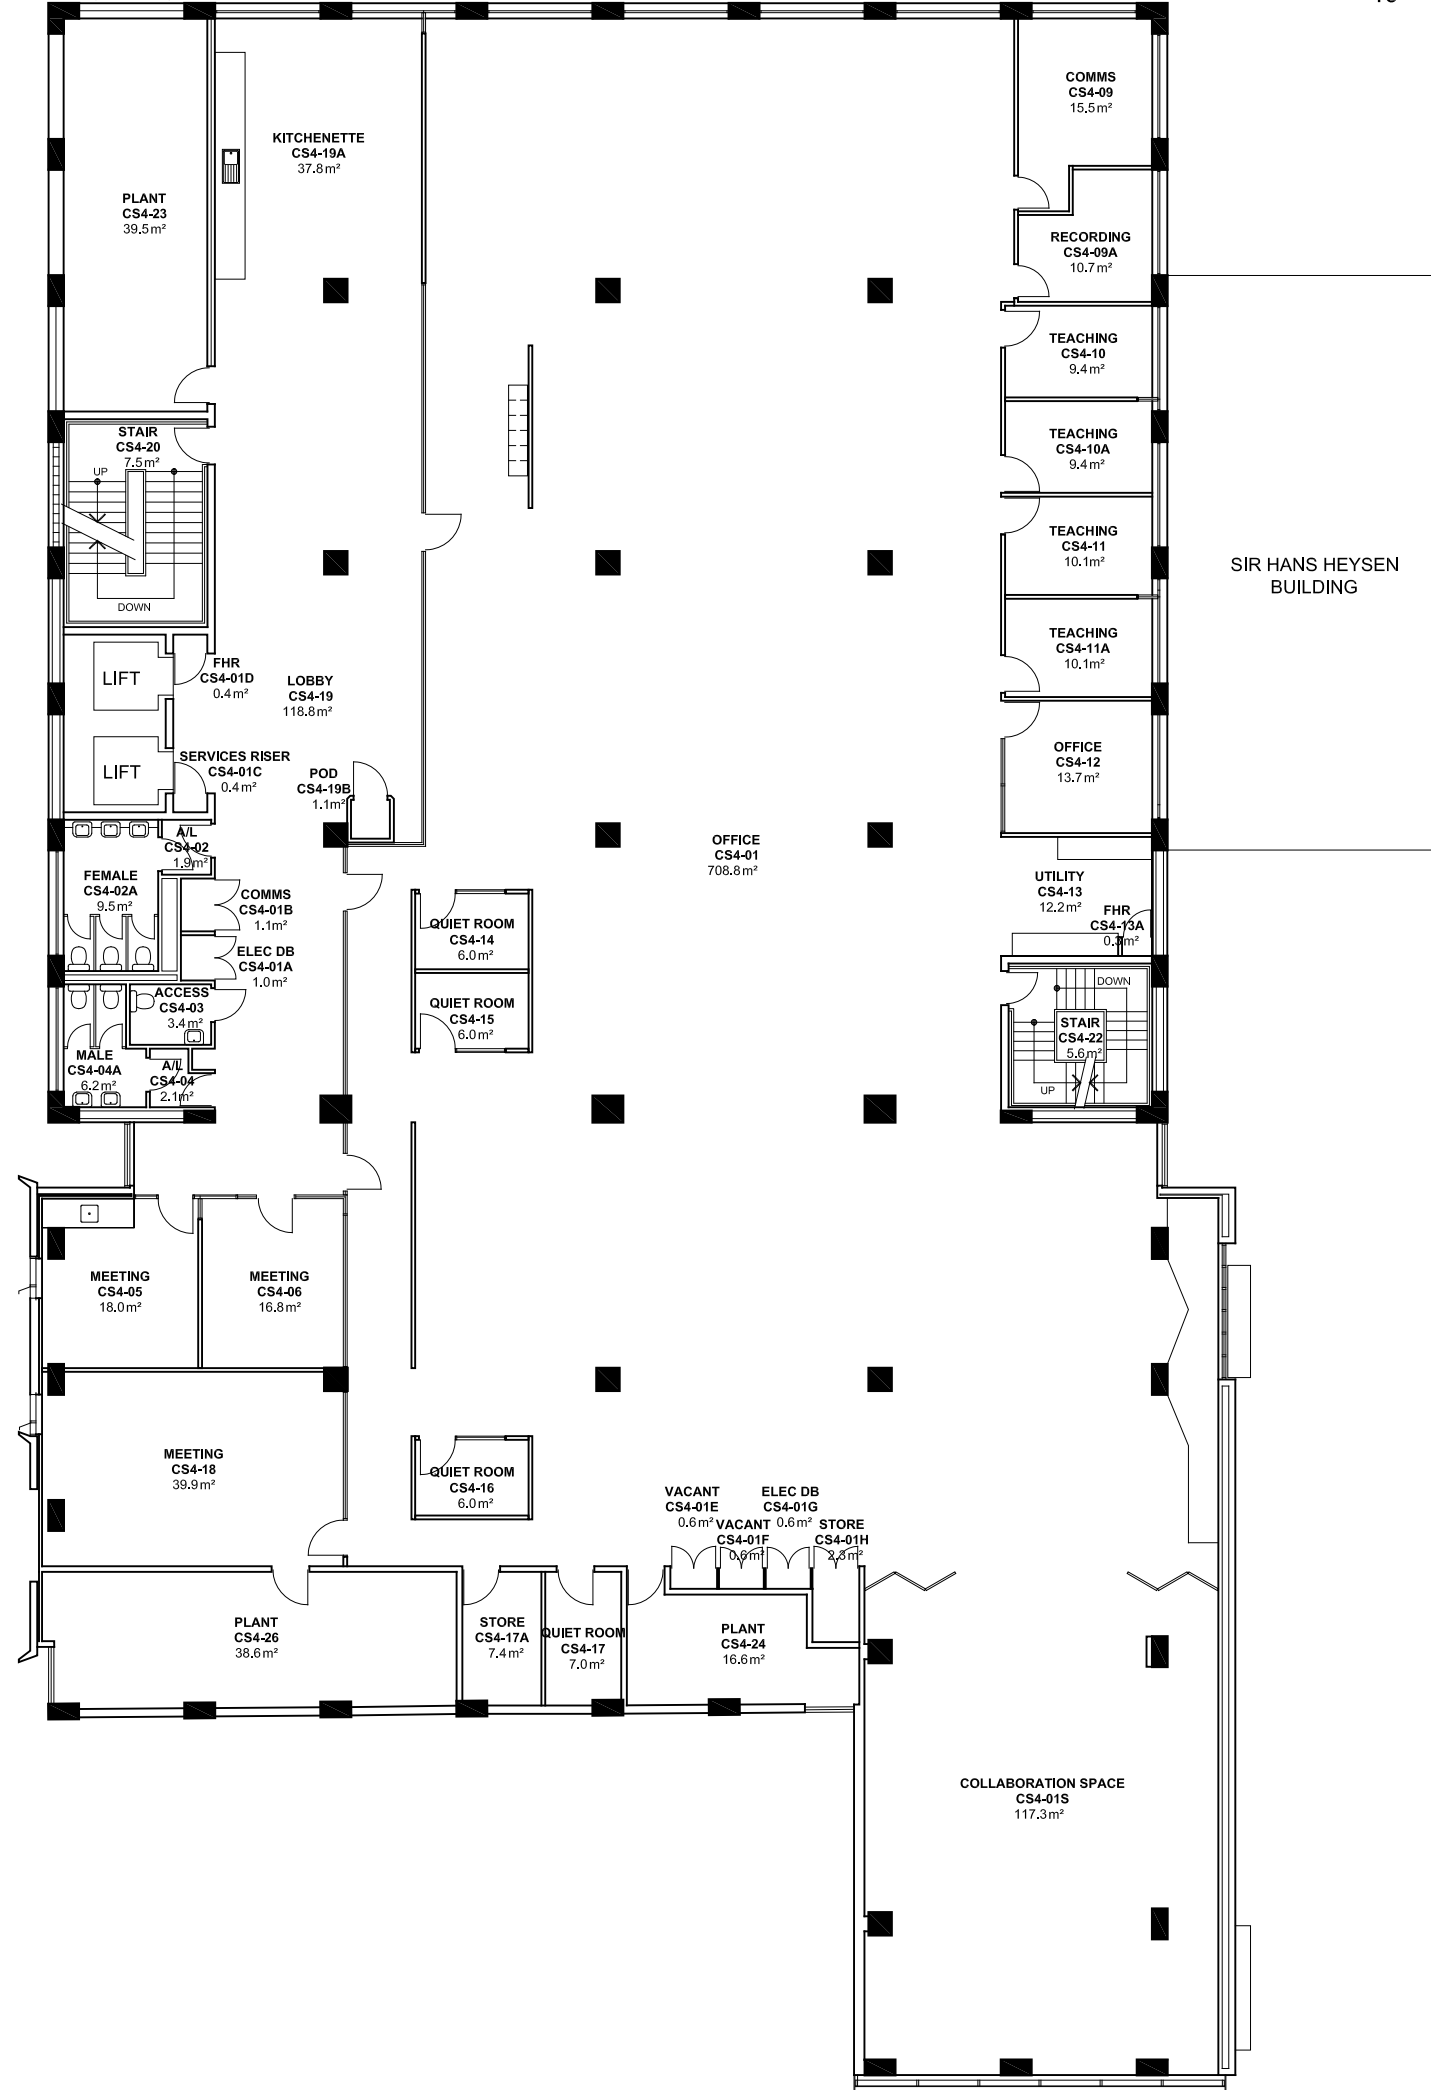 COMMS
CS4-09
15.5m²
KITCHENETTE
CS4-19A
37.8m²
PLANT
CS4-23
39.5m²
RECORDING
CS4-09A
10.7m²
TEACHING
CS4-10
9.4m²
STAIR
CS4-20
7.5m²
UP
DOWN
TEACHING
CS4-10A
9.4m²
TEACHING
CS4-11
10.1m²
SIR HANS HEYSEN
BUILDING
TEACHING
CS4-11A
10.1m²
LIFT
FHR
CS4-01D
0.4m²
LOBBY
CS4-19
118.8m²
OFFICE
CS4-12
13.7m²
LIFT
SERVICES RISER
CS4-01C
0.4m²
POD
CS4-19B
1.1m²
A/L
CS4-02
1.9m²
OFFICE
CS4-01
708.8m²
FEMALE
CS4-02A
9.5m²
COMMS
CS4-01B
1.1m²
UTILITY
CS4-13
12.2m²
FHR
CS4-13A
0.3m²
QUIET ROOM
CS4-14
6.0m²
ELEC DB
CS4-01A
1.0m²
ACCESS
CS4-03
3.4m²
QUIET ROOM
CS4-15
6.0m²
DOWN
STAIR
CS4-22
5.6m²
UP
MALE
CS4-04A
6.2m²
A/L
CS4-04
2.1m²
MEETING
CS4-05
18.0m²
MEETING
CS4-06
16.8m²
MEETING
CS4-18
39.9m²
QUIET ROOM
CS4-16
6.0m²
VACANT
CS4-01E
0.6m²
VACANT
CS4-01F
0.6m²
ELEC DB
CS4-01G
0.6m²
STORE
CS4-01H
2.3m²
PLANT
CS4-26
38.6m²
STORE
CS4-17A
7.4m²
QUIET ROOM
CS4-17
7.0m²
PLANT
CS4-24
16.6m²
COLLABORATION SPACE
CS4-01S
117.3m²